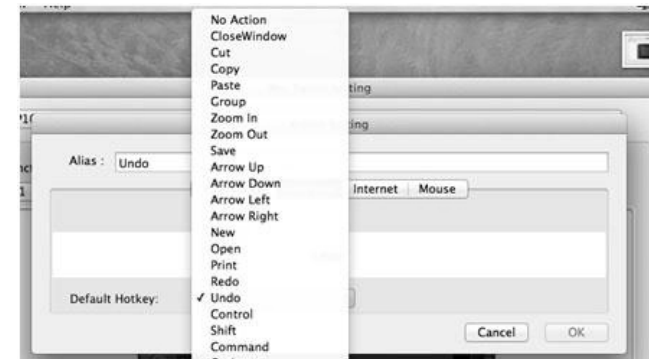 Help
No Action
CloseWindow
Cut
Copy
Paste
Group
Zoom In
Zoom Out
Save
Arrow Up
Arrow Down
Arrow Left
Arrow Right
New
Open
Print
Redo
✓ Undo
Control
Shift
Command
Alias : Undo
Internet Mouse
Default Hotkey:
Cancel OK